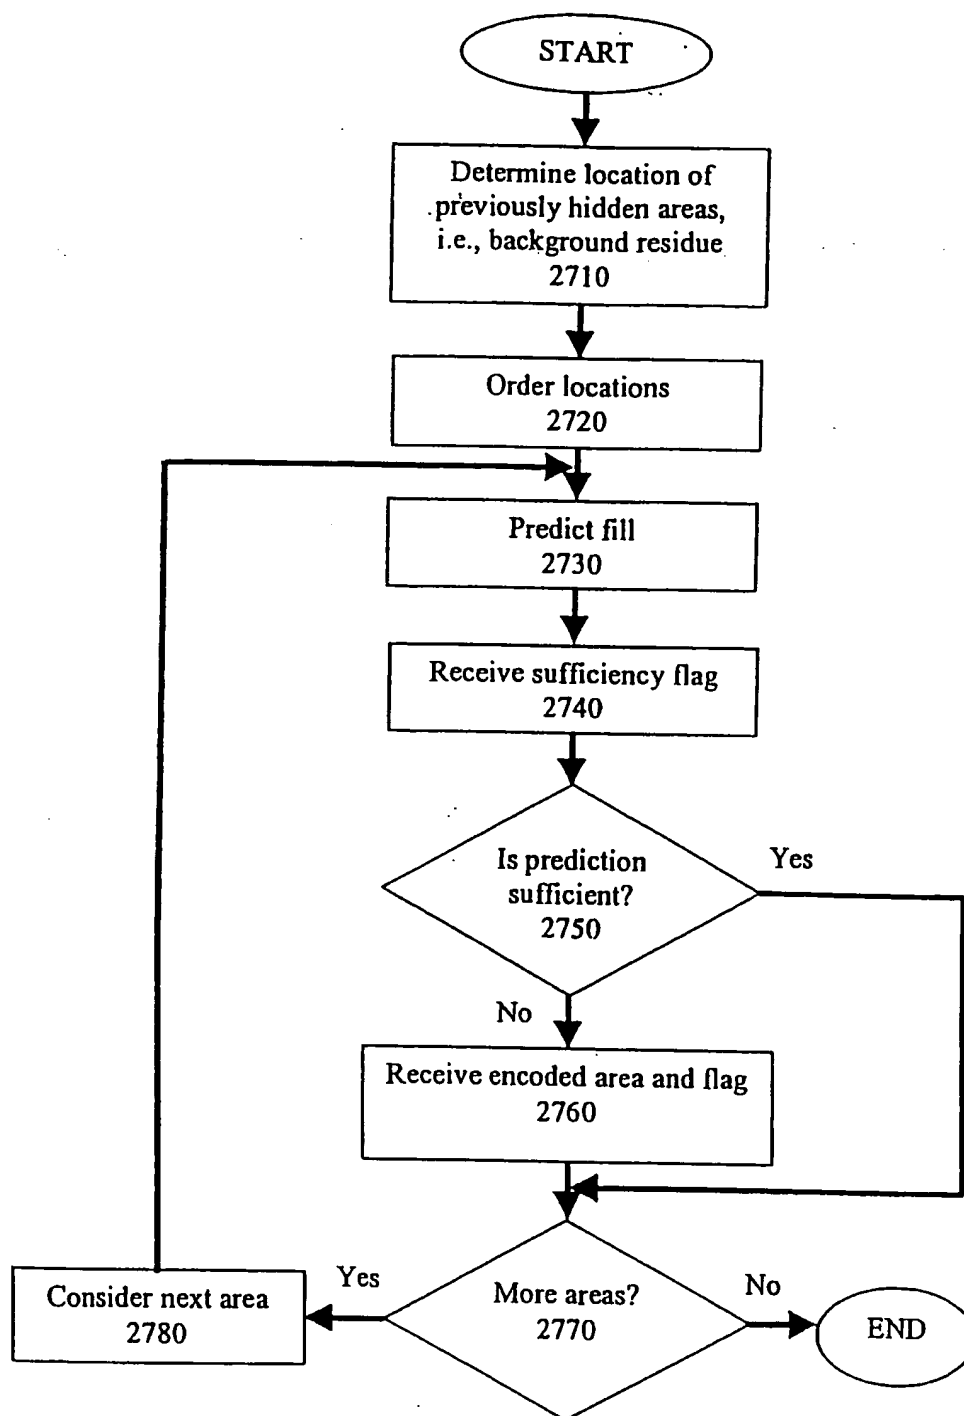 START
Determine location of
previously hidden areas,
i.e., background residue
2710
Order locations
2720
Predict fill
2730
Receive sufficiency flag
2740
Is prediction
sufficient?
2750
Yes
No
Receive encoded area and flag
2760
More areas?
2770
Yes
No
Consider next area
2780
END